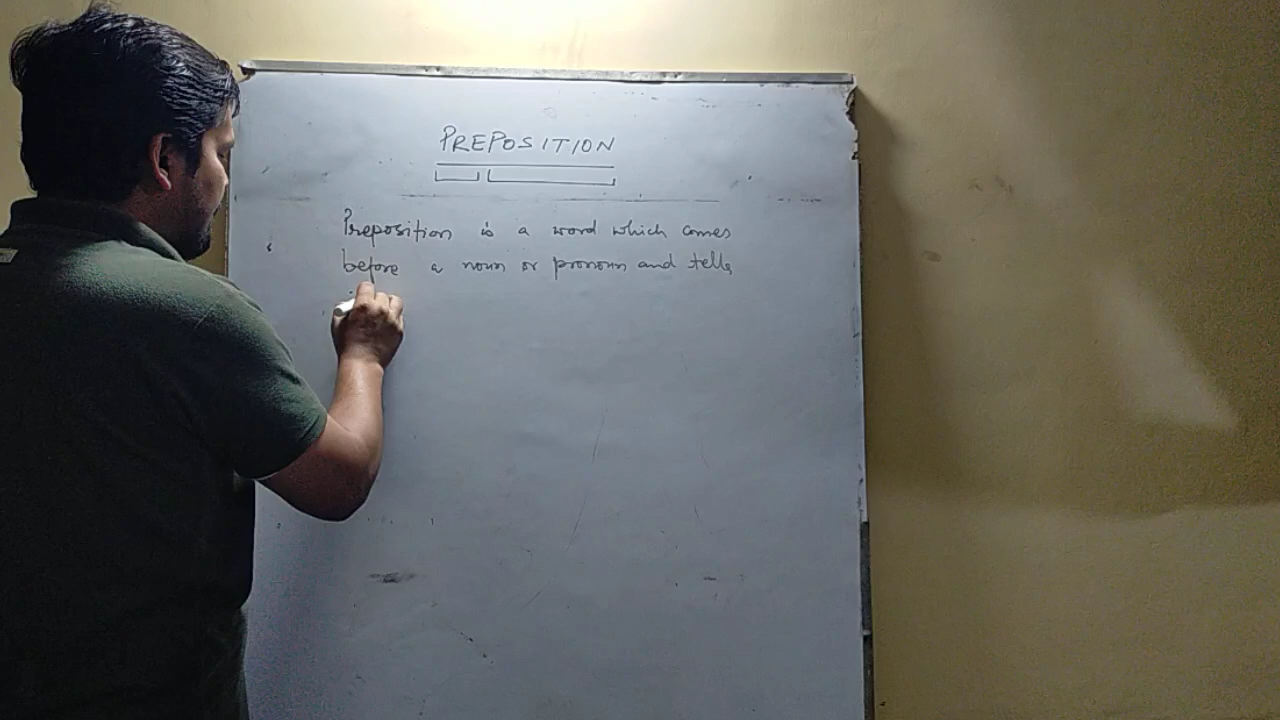 PREPOSITION
Preposition is a word which comes
before a noun or pronoun and tells